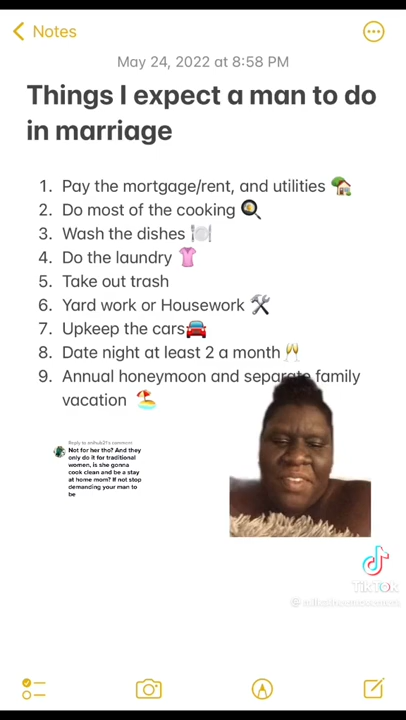 Notes
May 24, 2022 at 8:58 PM
Things I expect a man to do
in marriage
1. Pay the mortgage/rent, and utilities 🏡
2. Do most of the cooking 🍳
3. Wash the dishes 🍽️
4. Do the laundry 👚
5. Take out trash
6. Yard work or Housework 🛠️
7. Upkeep the cars🚘
8. Date night at least 2 a month 🥂
9. Annual honeymoon and separate family
vacation 🏖️
comment
Not for her tho? And they
only do it for traditional
women, is she gonna
cook clean and be a stay
at home mom? If not stop
demanding your man to
be
TikTok